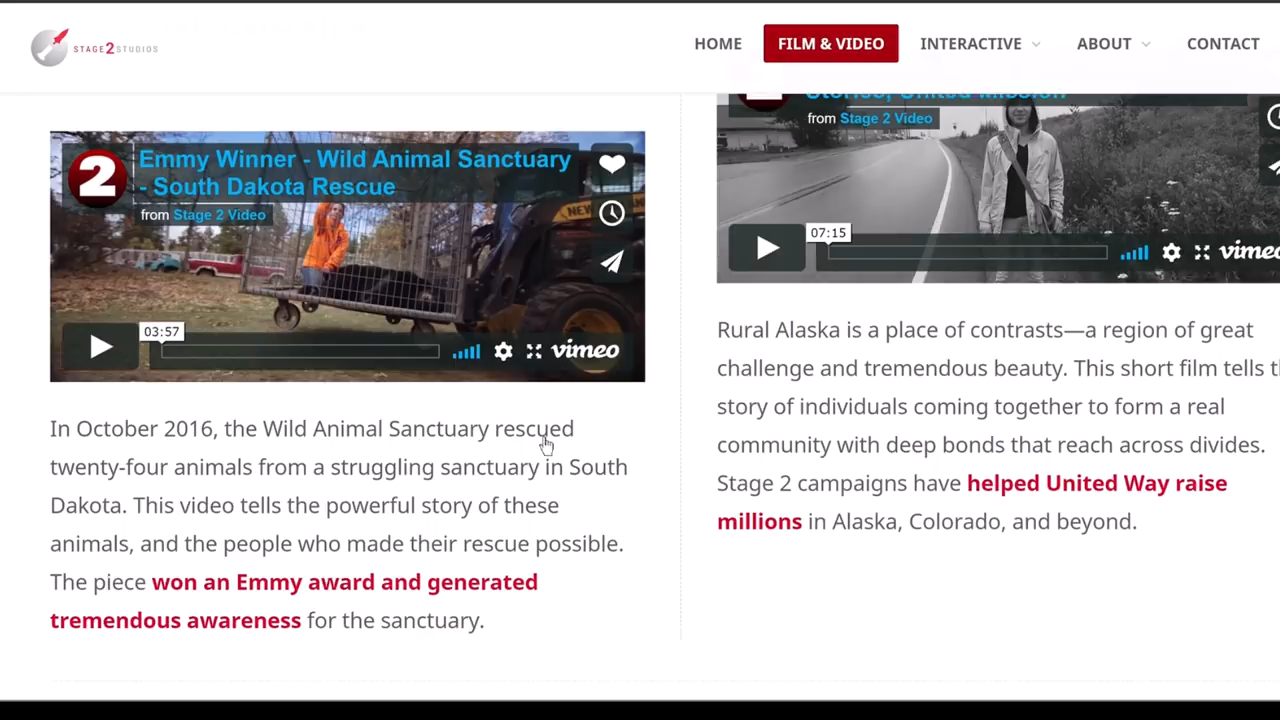 STAGE2STUDIOS
HOME
FILM & VIDEO
INTERACTIVE
ABOUT
CONTACT
Emmy Winner - Wild Animal Sanctuary
- South Dakota Rescue
from Stage 2 Video
NEW
03:57
vimeo
In October 2016, the Wild Animal Sanctuary rescued
twenty-four animals from a struggling sanctuary in South
Dakota. This video tells the powerful story of these
animals, and the people who made their rescue possible.
The piece won an Emmy award and generated
tremendous awareness for the sanctuary.
Stories, United Mission
from Stage 2 Video
07:15
vimeo
Rural Alaska is a place of contrasts—a region of great
challenge and tremendous beauty. This short film tells th
story of individuals coming together to form a real
community with deep bonds that reach across divides.
Stage 2 campaigns have helped United Way raise
millions in Alaska, Colorado, and beyond.